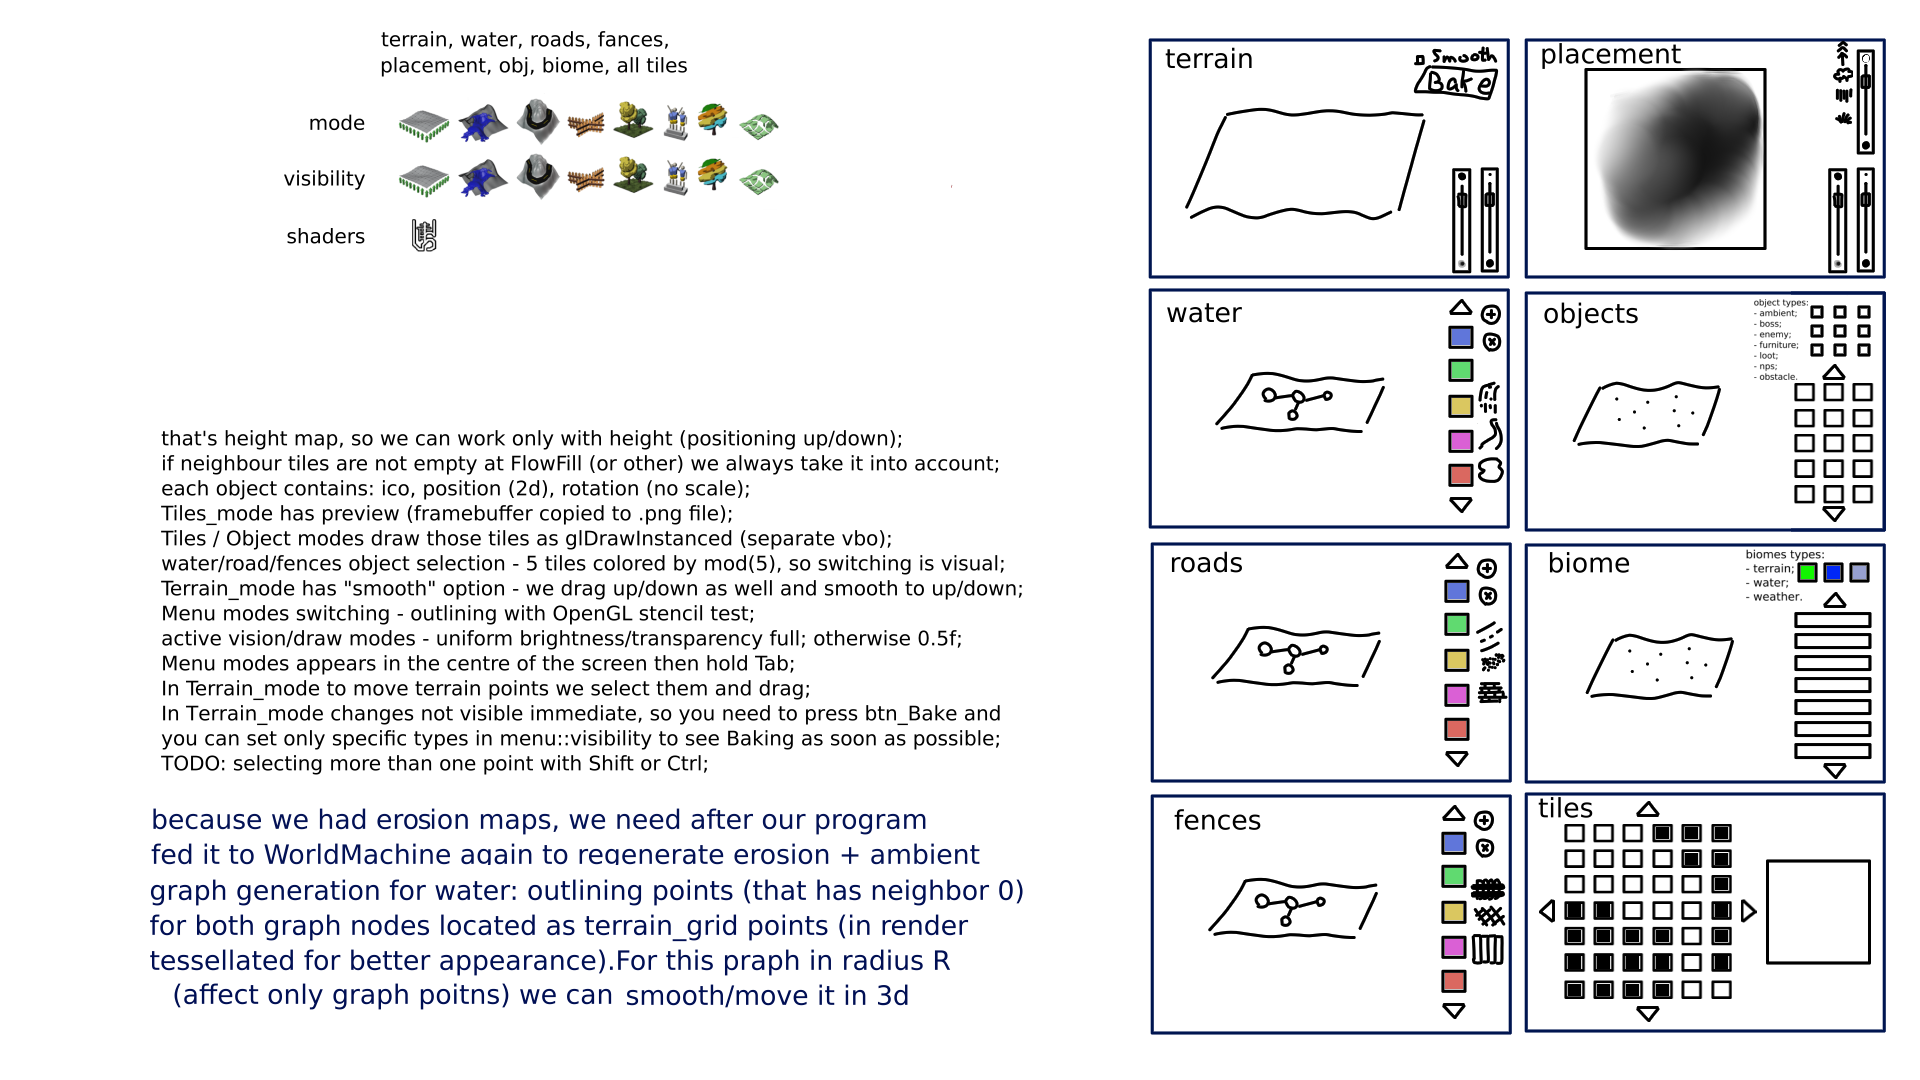 terrain, water, roads, fances,
placement, obj, biome, all tiles
mode
visibility
shaders
that's height map, so we can work only with height (positioning up/down);
if neighbour tiles are not empty at FlowFill (or other) we always take it into account;
each object contains: ico, position (2d), rotation (no scale);
Tiles_mode has preview (framebuffer copied to .png file);
Tiles / Object modes draw those tiles as glDrawInstanced (separate vbo);
water/road/fences object selection - 5 tiles colored by mod(5), so switching is visual;
Terrain_mode has "smooth" option - we drag up/down as well and smooth to up/down;
Menu modes switching - outlining with OpenGL stencil test;
active vision/draw modes - uniform brightness/transparency full; otherwise 0.5f;
Menu modes appears in the centre of the screen then hold Tab;
In Terrain_mode to move terrain points we select them and drag;
In Terrain_mode changes not visible immediate, so you need to press btn_Bake and
you can set only specific types in menu::visibility to see Baking as soon as possible;
TODO: selecting more than one point with Shift or Ctrl;
because we had erosion maps, we need after our program
fed it to WorldMachine again to regenerate erosion + ambient
graph generation for water: outlining points (that has neighbor 0)
for both graph nodes located as terrain_grid points (in render
tessellated for better appearance).For this praph in radius R
(affect only graph poitns) we can smooth/move it in 3d
terrain
Smooth
Bake
placement
water
objects
object types:
- ambient;
- boss;
- enemy;
- furniture;
- loot;
- nps;
- obstacle.
roads
biome
biomes types:
- terrain;
- water;
- weather.
fences
tiles